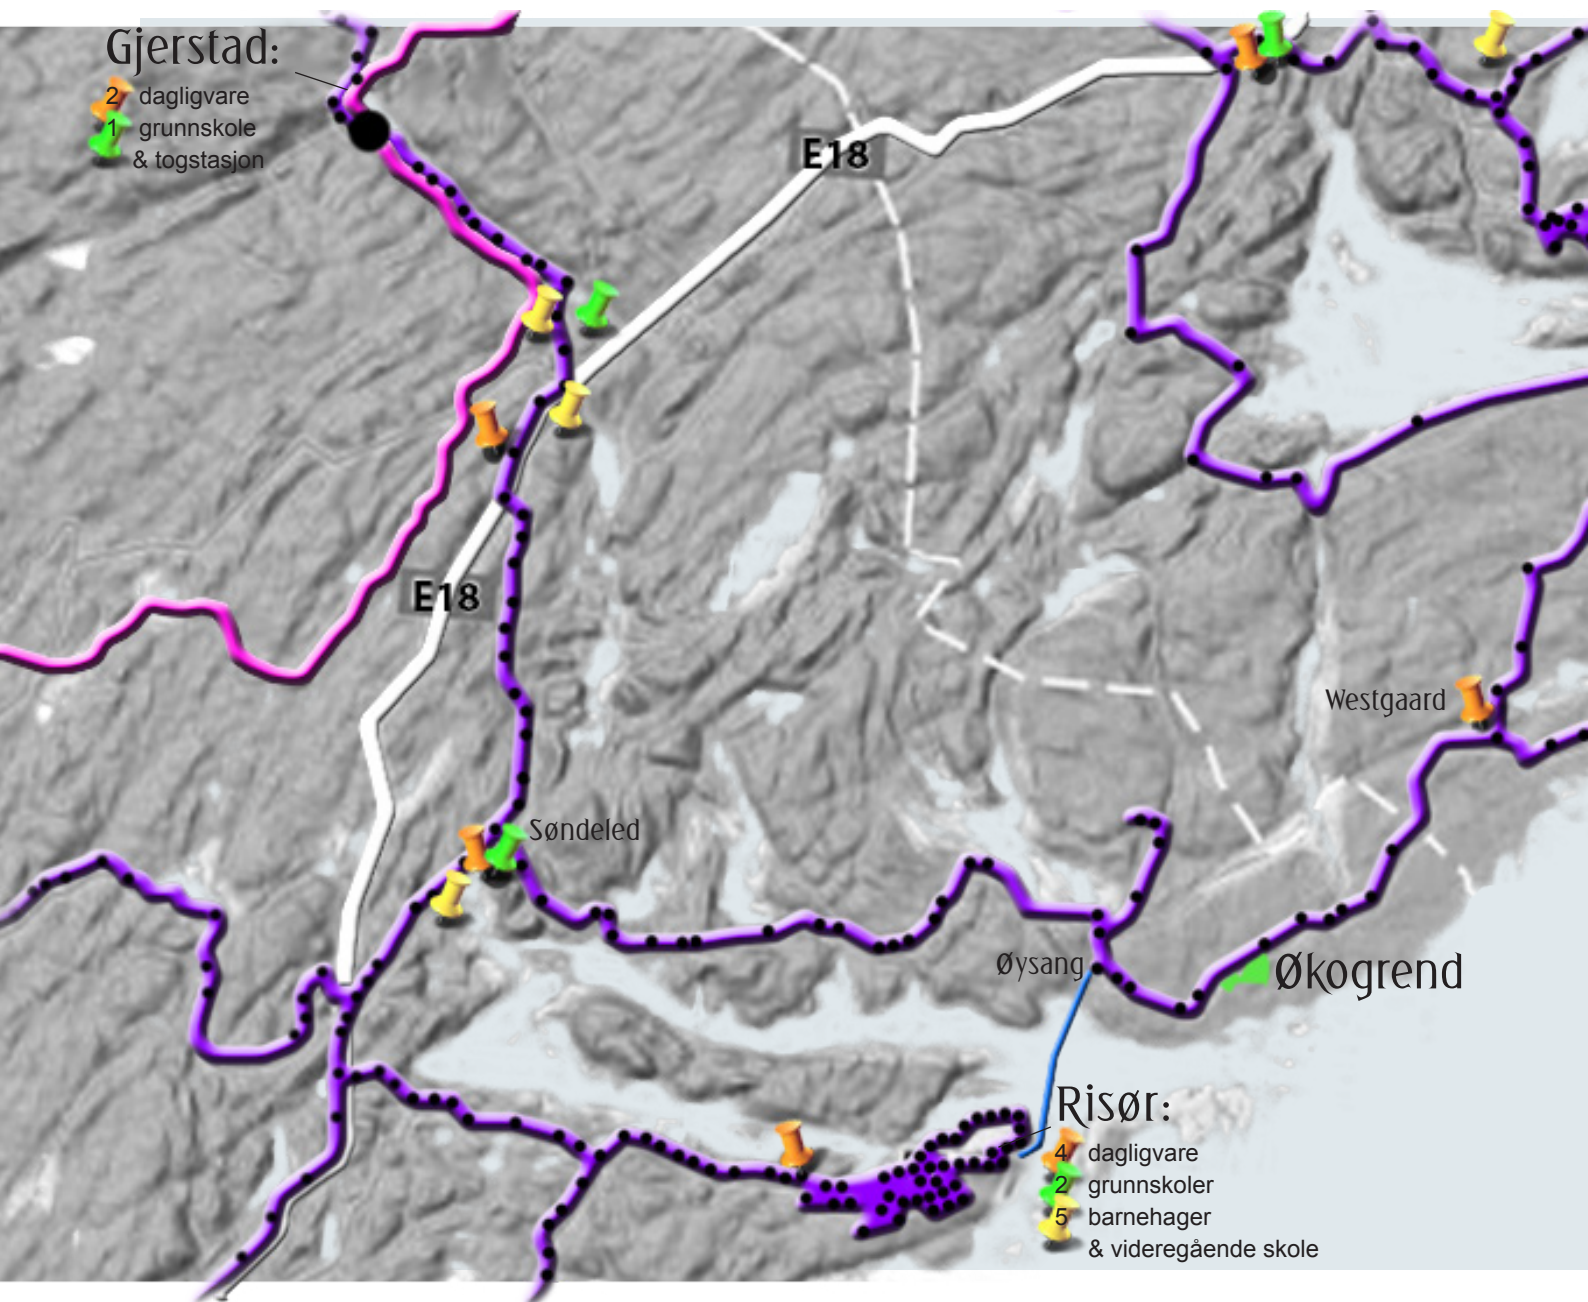 Gjerstad:
2 dagligvare
1 grunnskole
& togstasjon
E18
E18
Westgaard
Søndeled
Øysang
Økogrend
Risør:
4 dagligvare
2 grunnskoler
5 barnehager
& videregående skole